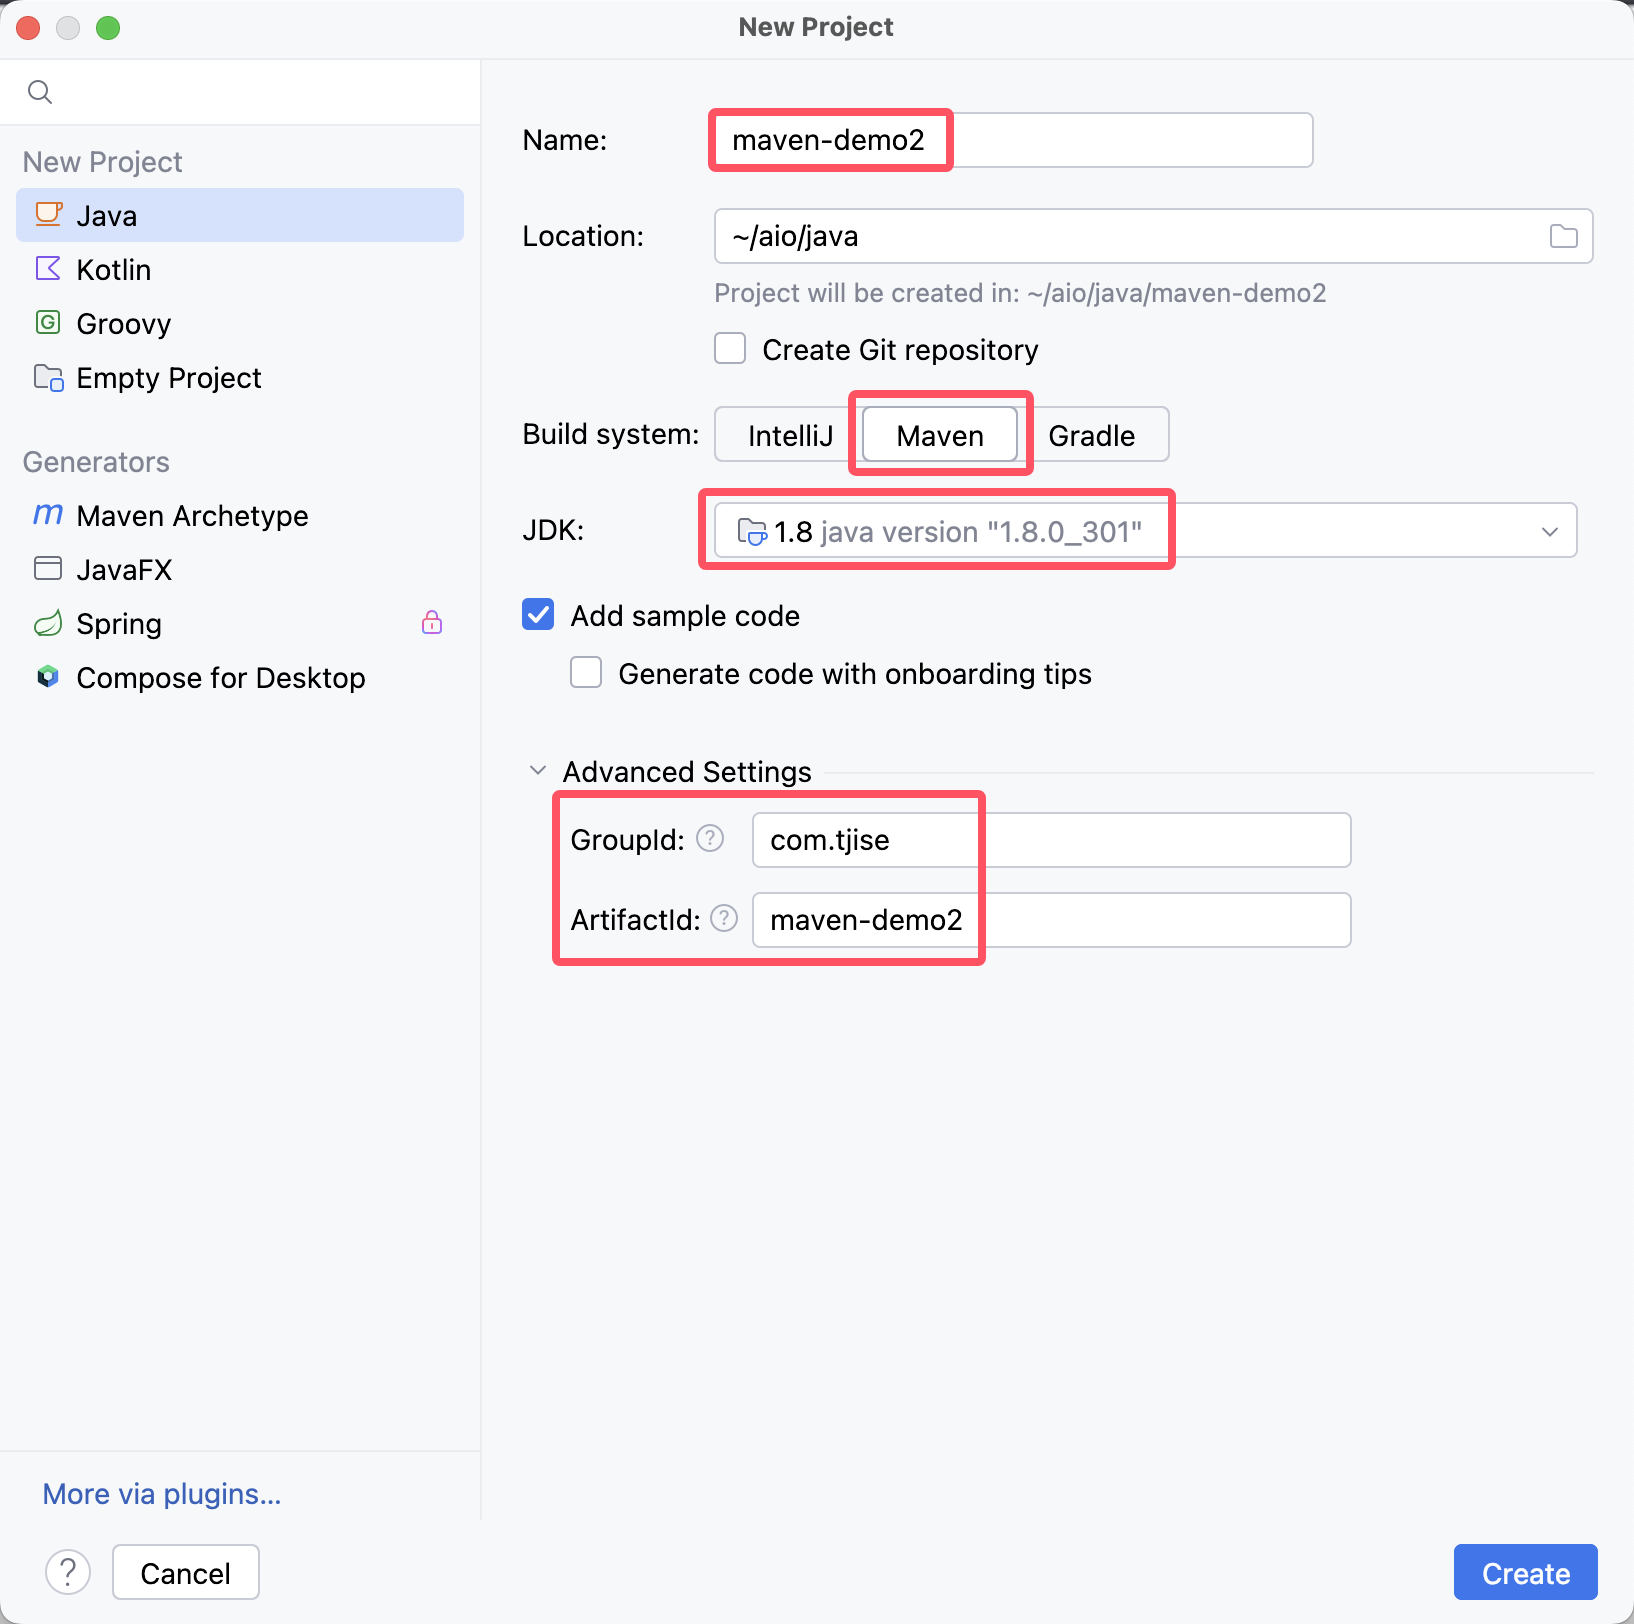 New Project
New Project
Java
Kotlin
Groovy
Empty Project
Generators
Maven Archetype
JavaFX
Spring
Compose for Desktop
More via plugins...
Name: maven-demo2
Location: ~/aio/java
Project will be created in: ~/aio/java/maven-demo2
Create Git repository
Build system: IntelliJ Maven Gradle
JDK: 1.8 java version "1.8.0_301"
Add sample code
Generate code with onboarding tips
Advanced Settings
GroupId: ? com.tjise
ArtifactId: ? maven-demo2
? Cancel Create